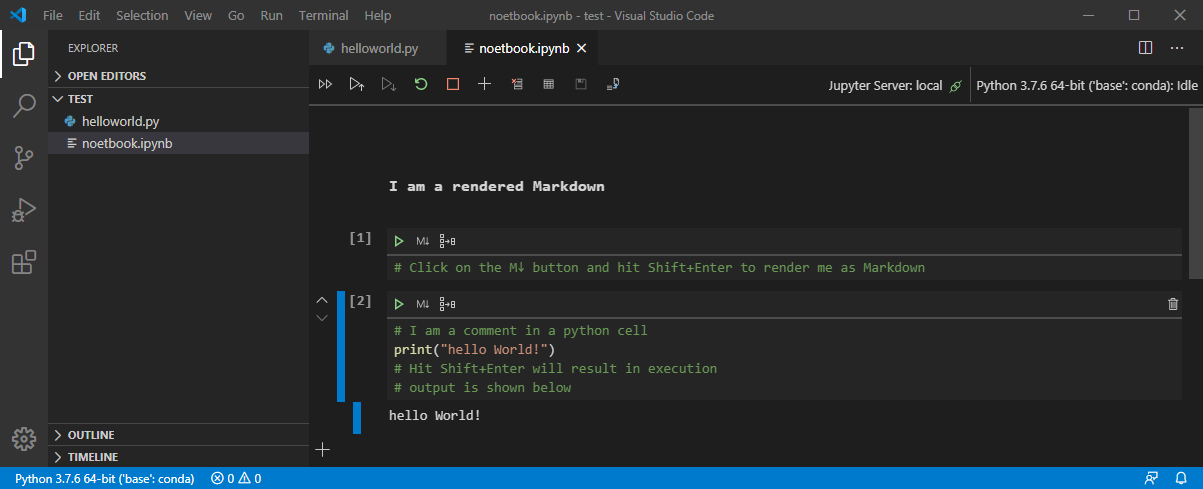 File Edit Selection View Go Run Terminal Help noetbook.ipynb - test - Visual Studio Code
EXPLORER
OPEN EDITORS
TEST
helloworld.py
noetbook.ipynb
OUTLINE
TIMELINE
helloworld.py noetbook.ipynb
Jupyter Server: local Python 3.7.6 64-bit ('base': conda): Idle
I am a rendered Markdown
[1] M↓
# Click on the M↓ button and hit Shift+Enter to render me as Markdown
[2] M↓
# I am a comment in a python cell
print("hello World!")
# Hit Shift+Enter will result in execution
# output is shown below
hello World!
Python 3.7.6 64-bit ('base': conda) 0 0